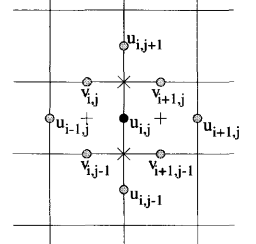 u_{i,j+1}
v_{i,j} v_{i+1,j}
u_{i-1,j} u_{i,j} u_{i+1,j}
v_{i,j-1} v_{i+1,j-1}
u_{i,j-1}